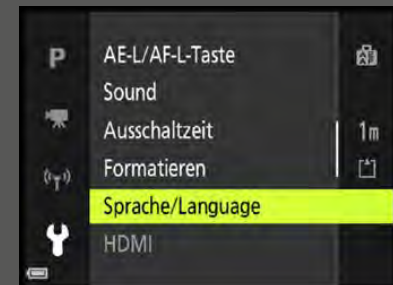 P
AE-L/AF-L-Taste
Sound
Ausschaltzeit 1m
Formatieren
Sprache/Language
HDMI